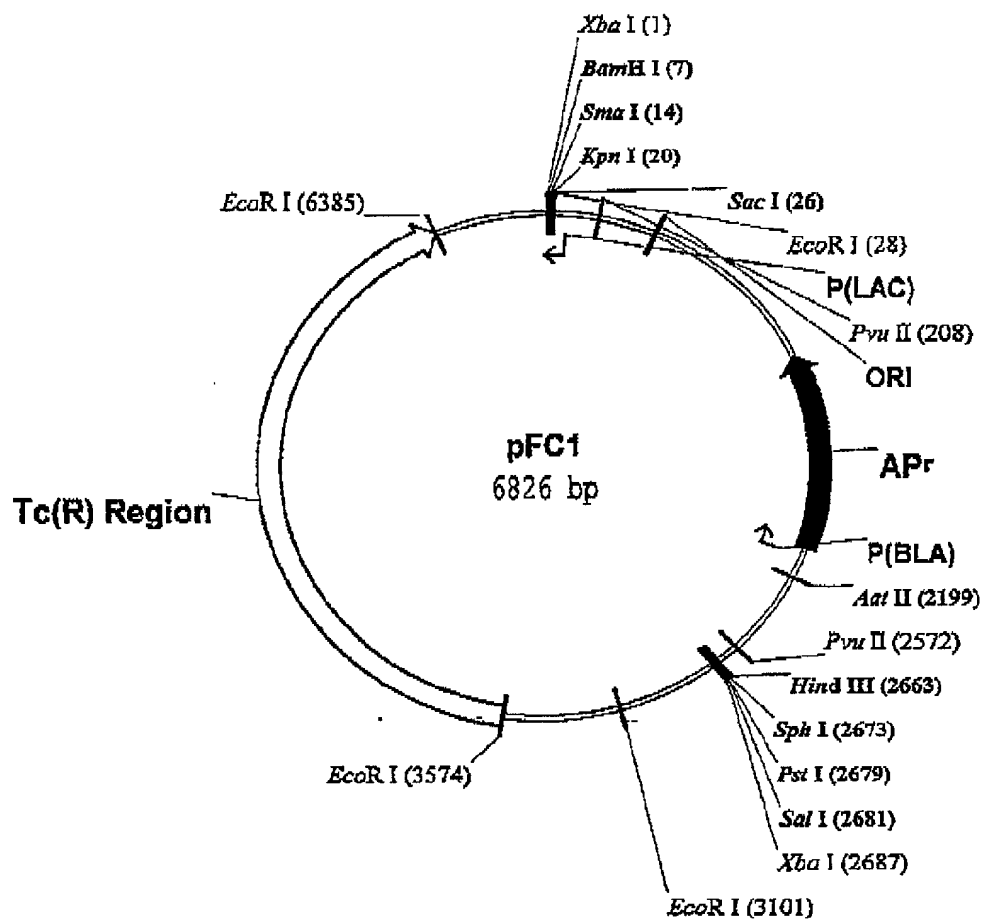 Xba I (1)
BamH I (7)
Sma I (14)
Kpn I (20)
EcoR I (6385)
Sac I (26)
EcoR I (28)
P(LAC)
Pvu II (208)
ORI
pFC1
6826 bp
APr
Tc(R) Region
P(BLA)
Aat II (2199)
Pvu II (2572)
Hind III (2663)
Sph I (2673)
EcoR I (3574)
Pst I (2679)
Sal I (2681)
Xba I (2687)
EcoR I (3101)